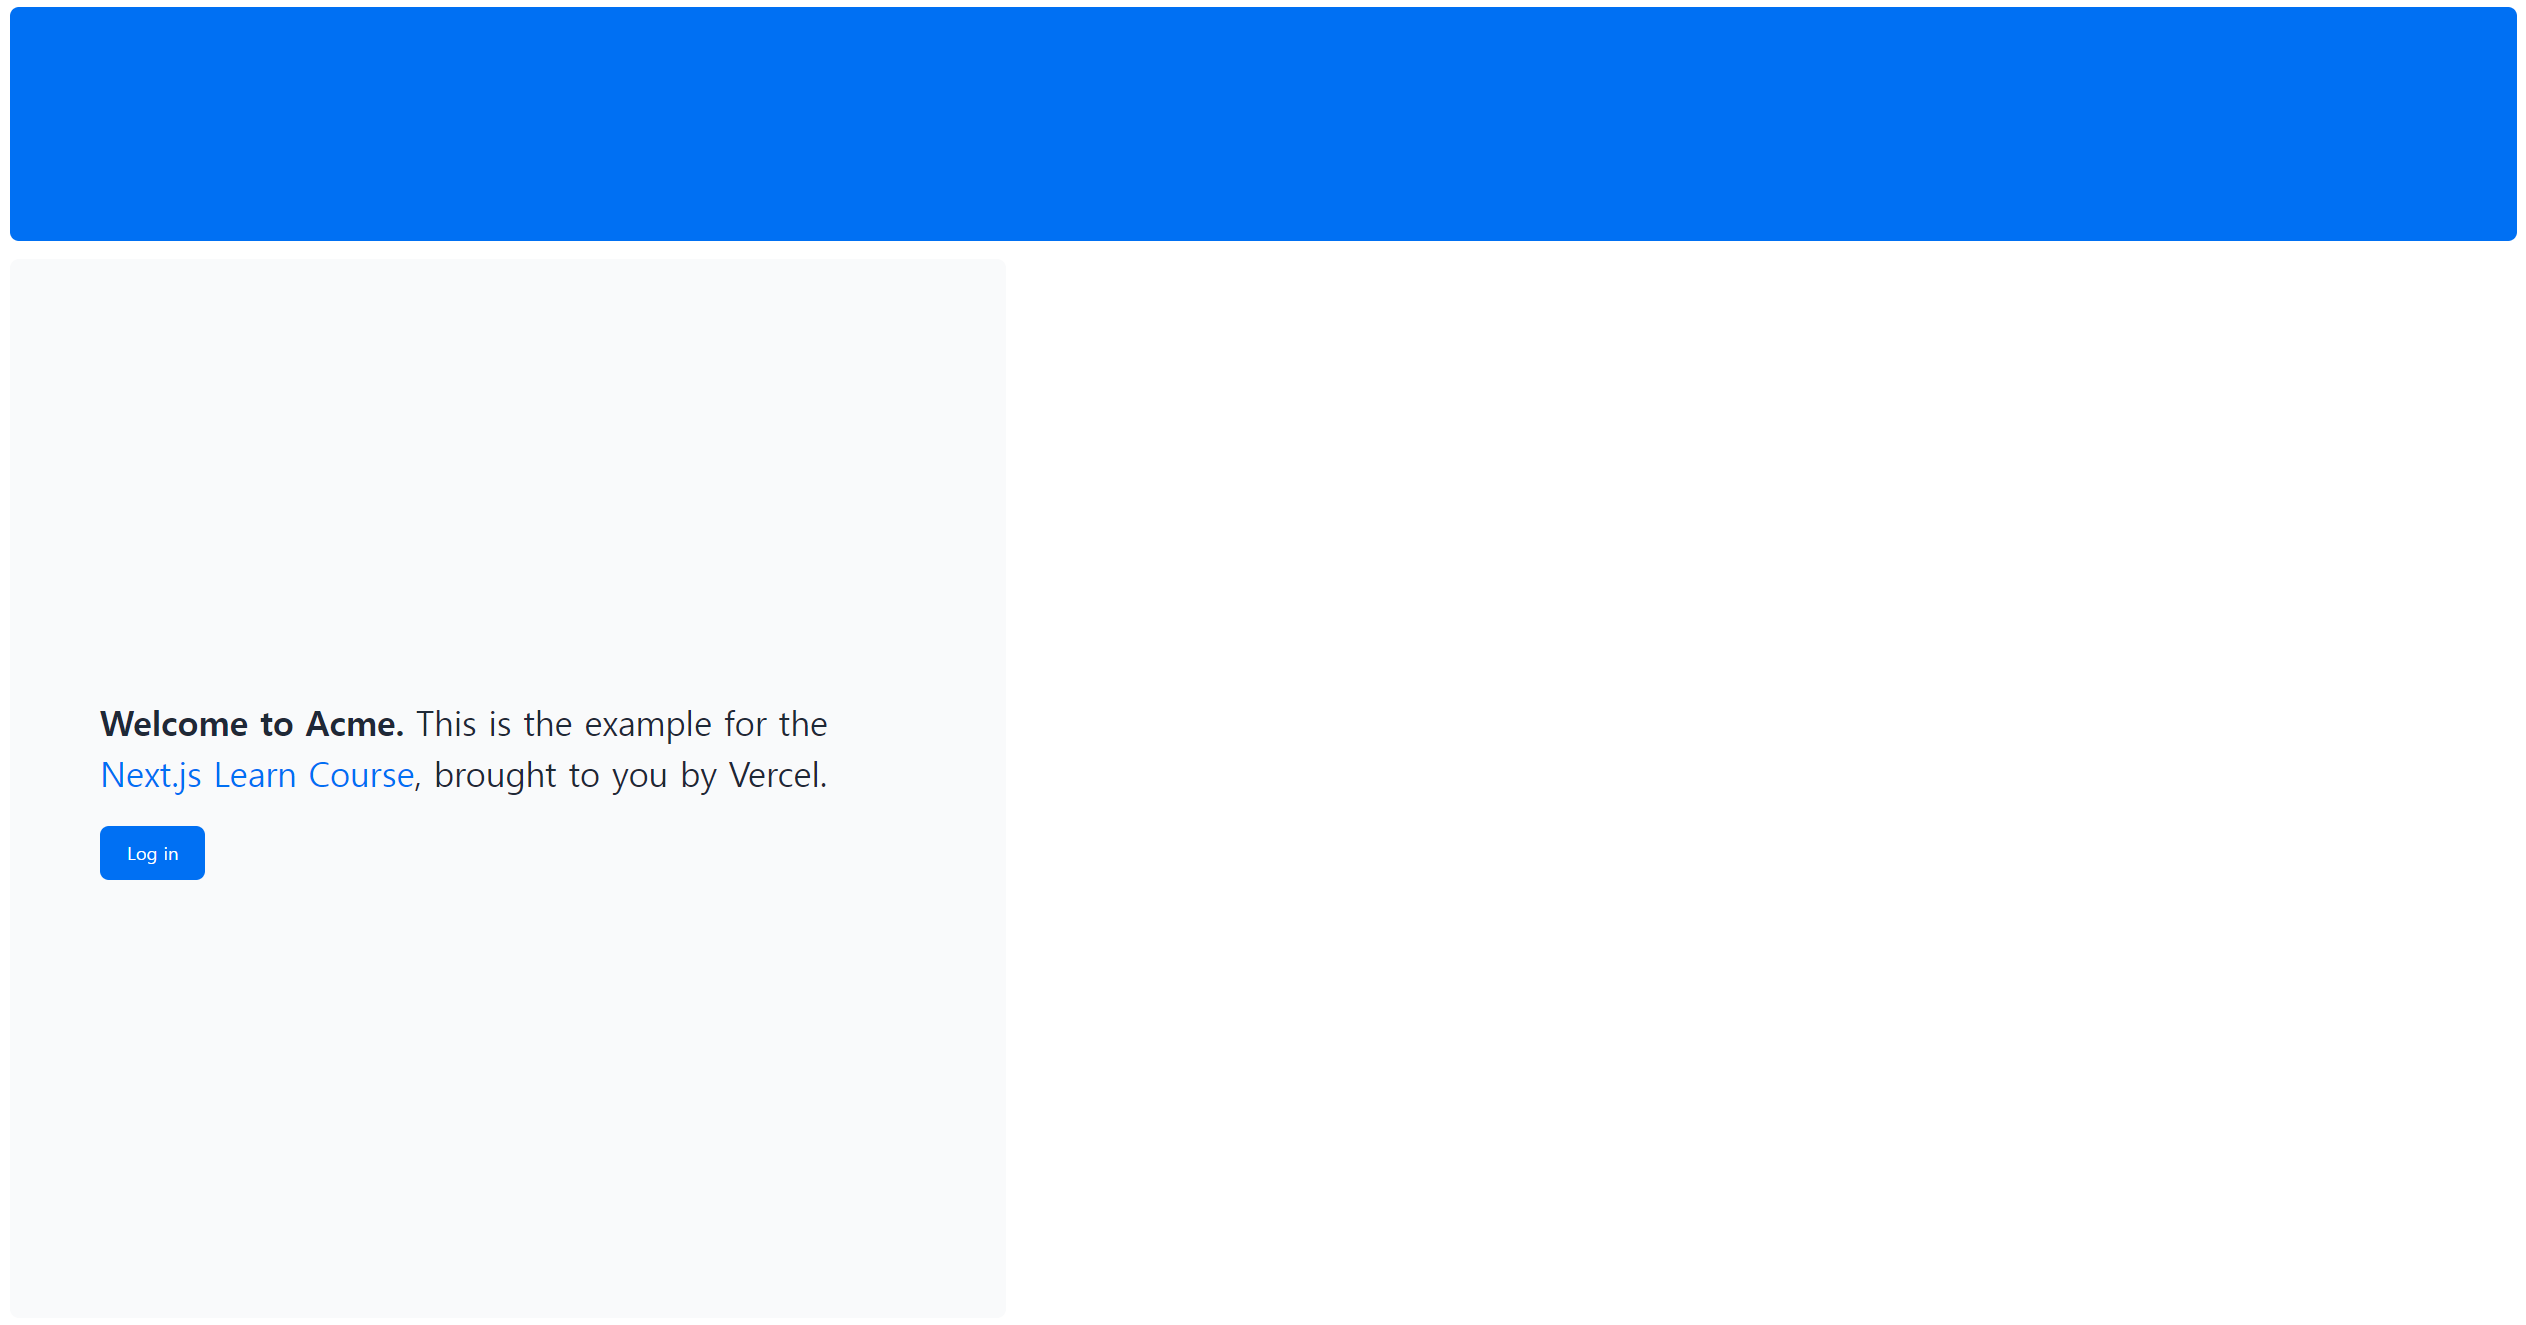 Welcome to Acme. This is the example for the
Next.js Learn Course, brought to you by Vercel.
Log in